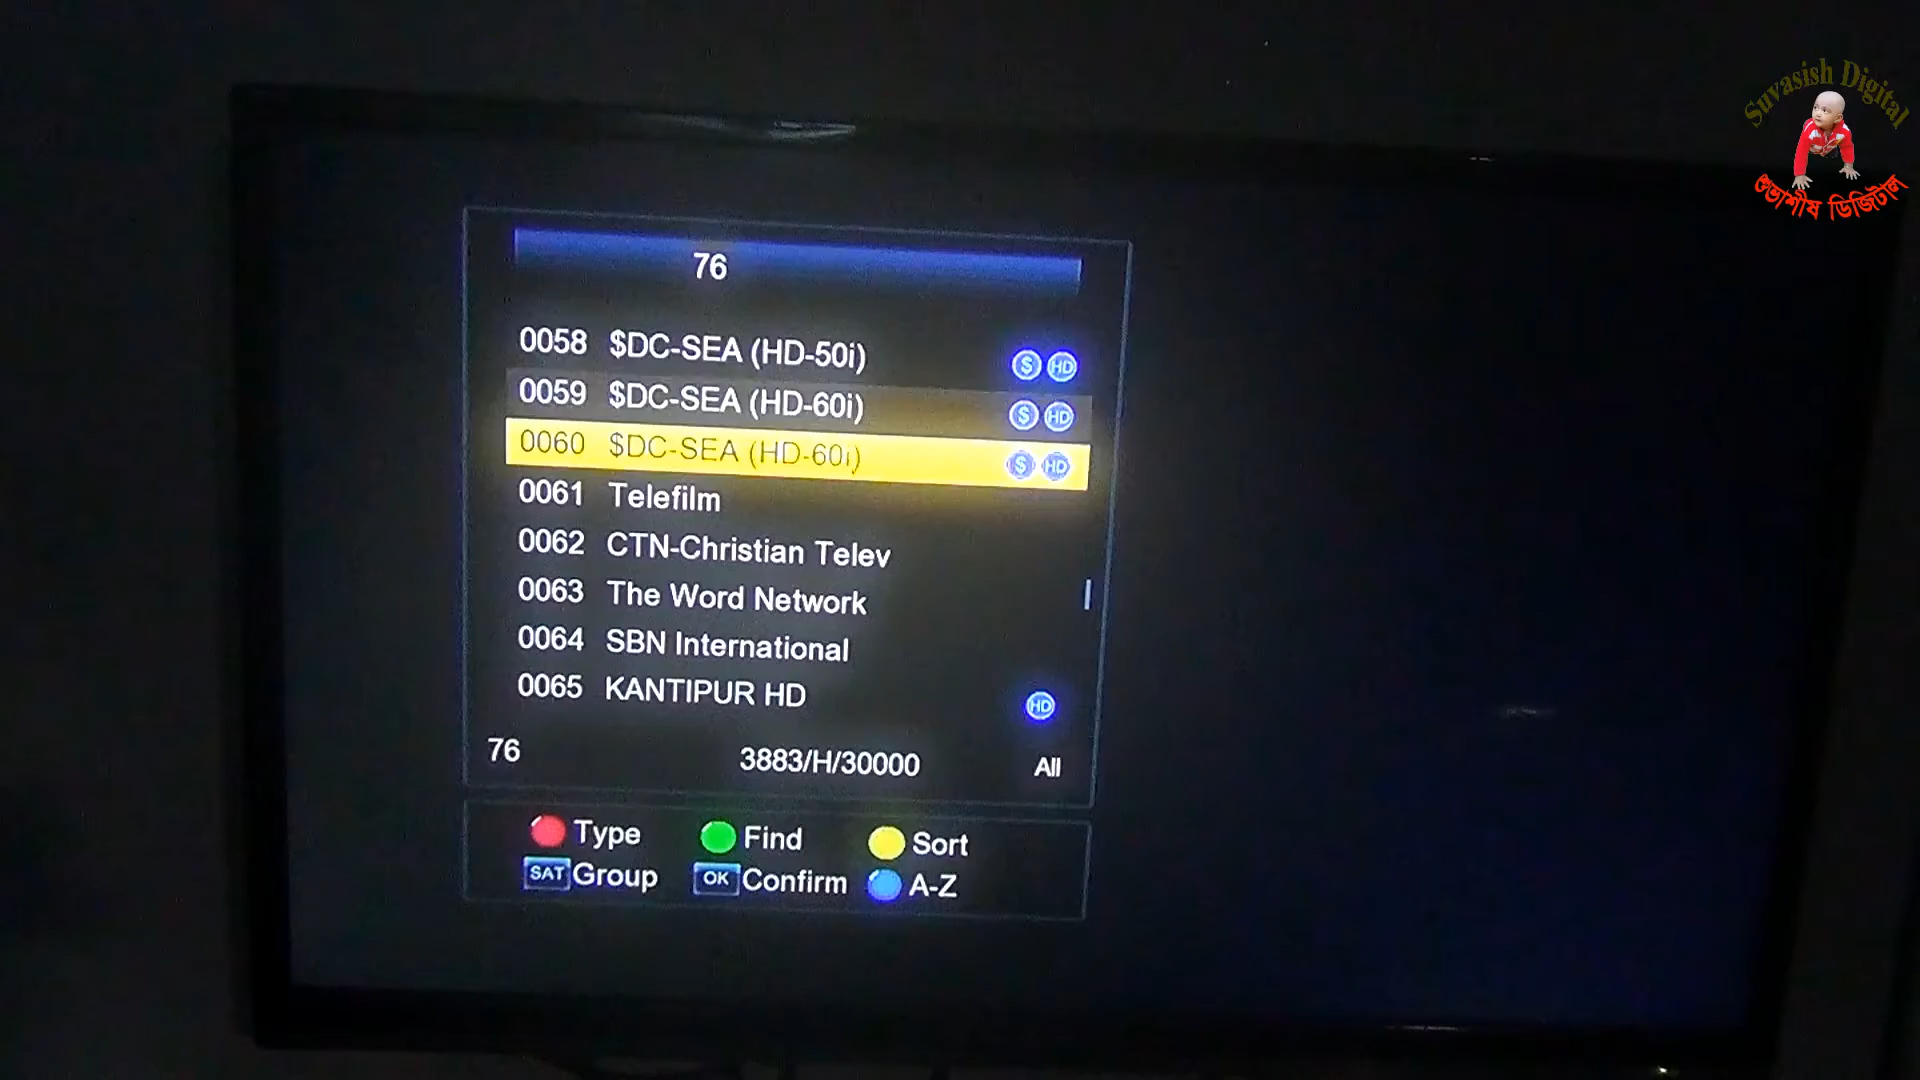 Suvasish Digital
শুভাশীষ ডিজিটাল
76
0058 $DC-SEA (HD-50i) $ HD
0059 $DC-SEA (HD-60i) $ HD
0060 $DC-SEA (HD-60i) $ HD
0061 Telefilm
0062 CTN-Christian Telev
0063 The Word Network
0064 SBN International
0065 KANTIPUR HD HD
76 3883/H/30000 All
Type Find Sort
SAT Group OK Confirm A-Z